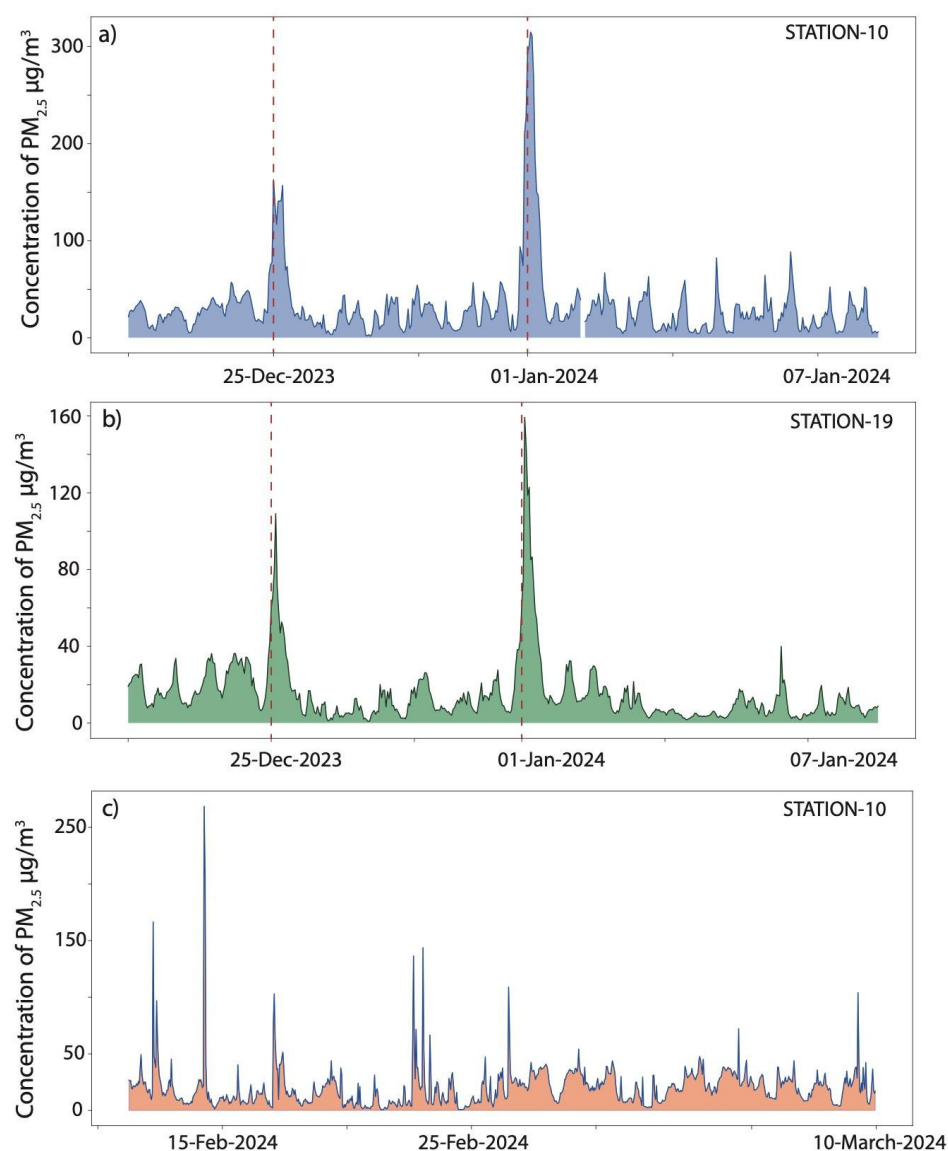 a)
STATION-10
Concentration of PM2.5 µg/m³
300
200
100
0
25-Dec-2023
01-Jan-2024
07-Jan-2024
b)
STATION-19
Concentration of PM2.5 µg/m³
160
120
80
40
0
25-Dec-2023
01-Jan-2024
07-Jan-2024
c)
STATION-10
Concentration of PM2.5 µg/m³
250
150
50
0
15-Feb-2024
25-Feb-2024
10-March-2024